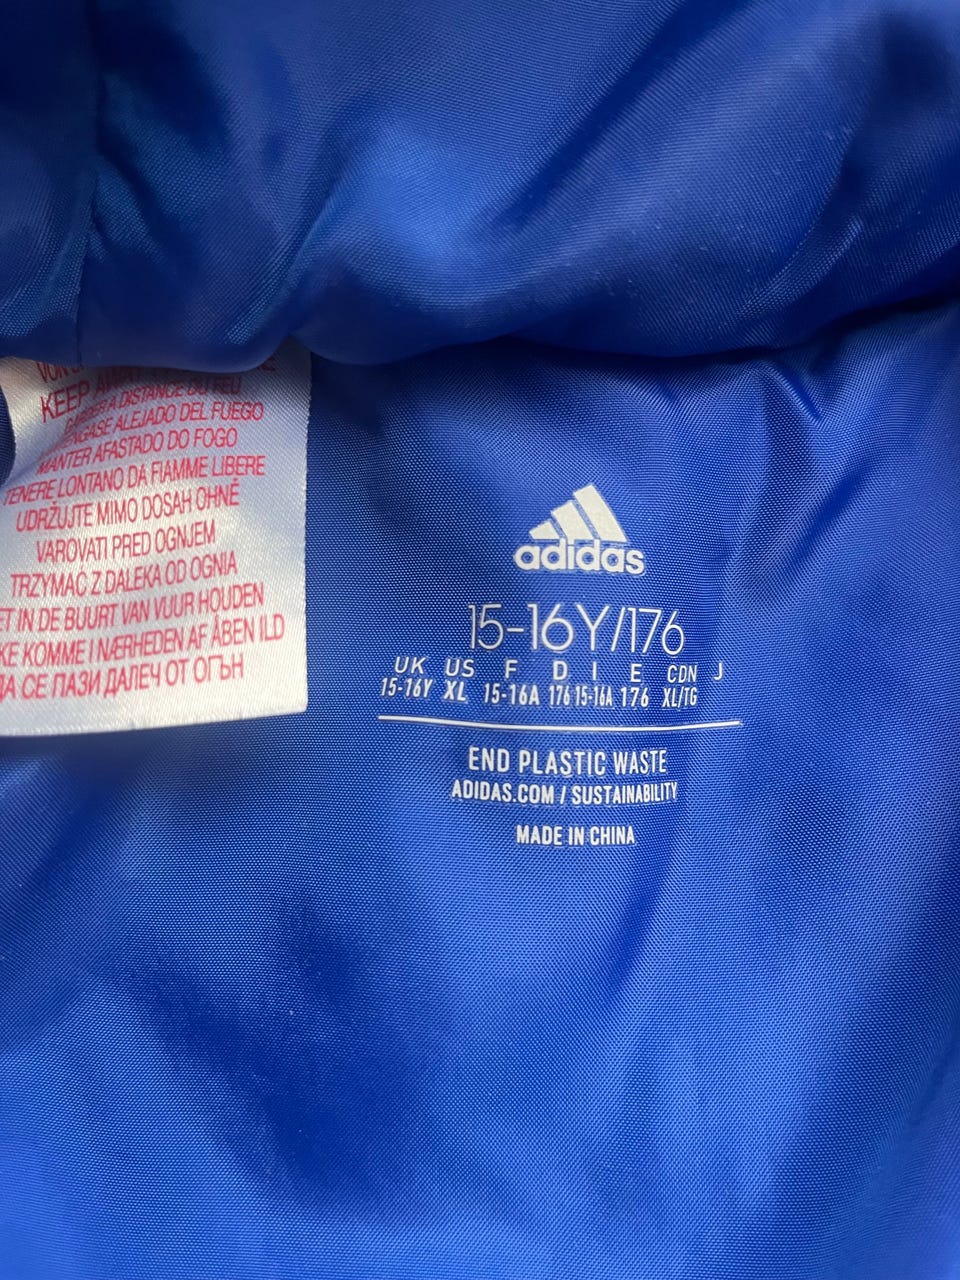 KEEP
À DISTANCE DU FEU
ALEJADO DEL FUEGO
MANTER AFASTADO DO FOGO
TENERE LONTANO DA FIAMME LIBERE
UDRŽUJTE MIMO DOSAH OHNĚ
VAROVATI PRED OGNJEM
TRZYMAĆ Z DALEKA OD OGNIA
IN DE BUURT VAN VUUR HOUDEN
KOMME I NÆRHEDEN AF ÅBEN ILD
ДА СЕ ПАЗИ ДАЛЕЧ ОТ ОГЪН
adidas
15-16Y/176
UK US F D I E CDN J
15-16Y XL 15-16A 176 15-16A 176 XL/TG
END PLASTIC WASTE
ADIDAS.COM / SUSTAINABILITY
MADE IN CHINA